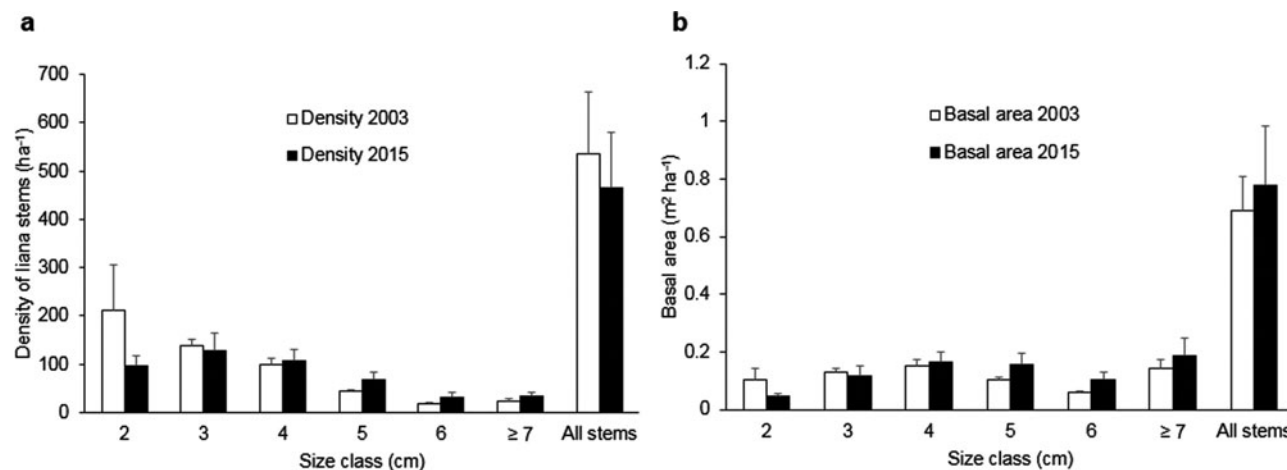 a
Density of liana stems (ha⁻¹)
700
600
500
400
300
200
100
0
Density 2003
Density 2015
2 3 4 5 6 ≥ 7 All stems
Size class (cm)
b
Basal area (m² ha⁻¹)
1.2
1
0.8
0.6
0.4
0.2
0
Basal area 2003
Basal area 2015
2 3 4 5 6 ≥ 7 All stems
Size class (cm)